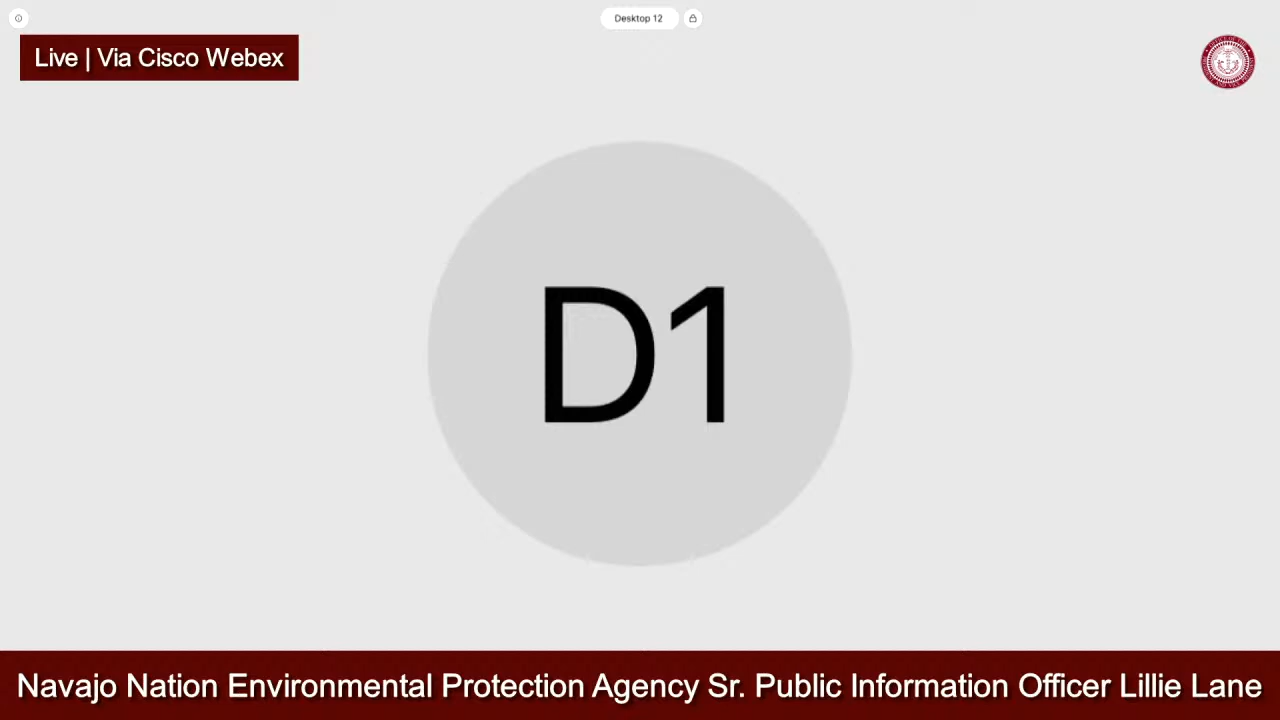 Desktop 12
Live | Via Cisco Webex
D1
Navajo Nation Environmental Protection Agency Sr. Public Information Officer Lillie Lane